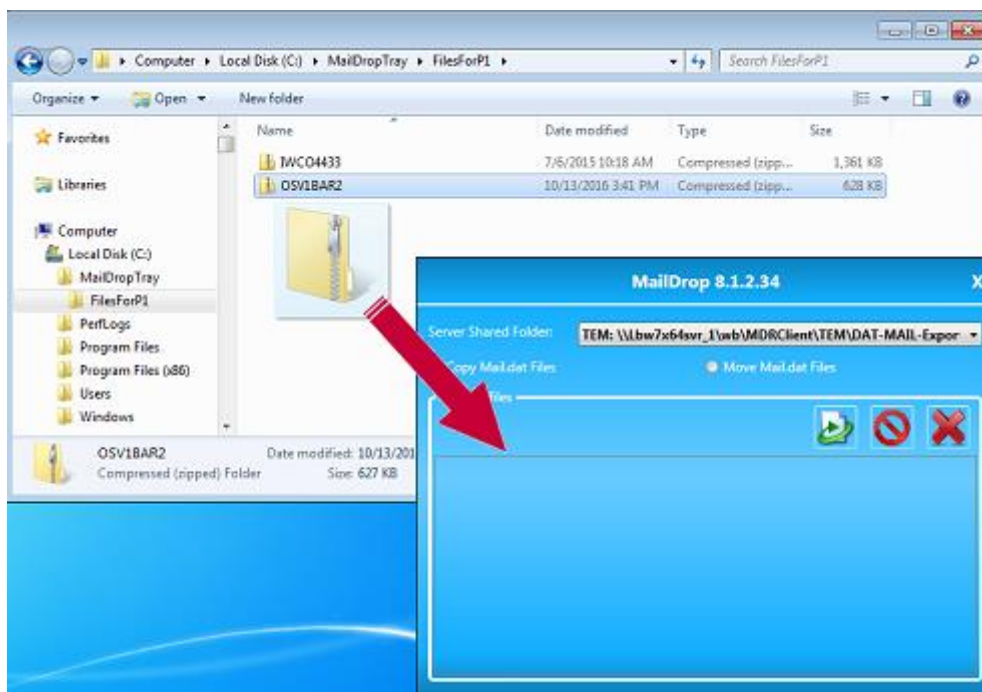 Computer ▸ Local Disk (C:) ▸ MailDropTray ▸ FilesForP1 ▸
Search FilesForP1
Organize Open New folder
Name Date modified Type Size
IWCO4433 7/6/2015 10:18 AM Compressed (zipp... 1,361 KB
OSV1BAR2 10/13/2016 3:41 PM Compressed (zipp... 628 KB
Favorites
Libraries
Computer
Local Disk (C:)
MailDropTray
FilesForP1
PerfLogs
Program Files
Program Files (x86)
Users
Windows
OSV1BAR2 Date modified: 10/13/201
Compressed (zipped) Folder Size: 627 KB
MailDrop 8.1.2.34 X
Server Shared Folder: TEM: \\Lbw7x64svr_1\wb\MDRClient\TEM\DAT-MAIL-Expor
Copy Mail.dat Files Move Mail.dat Files
Files